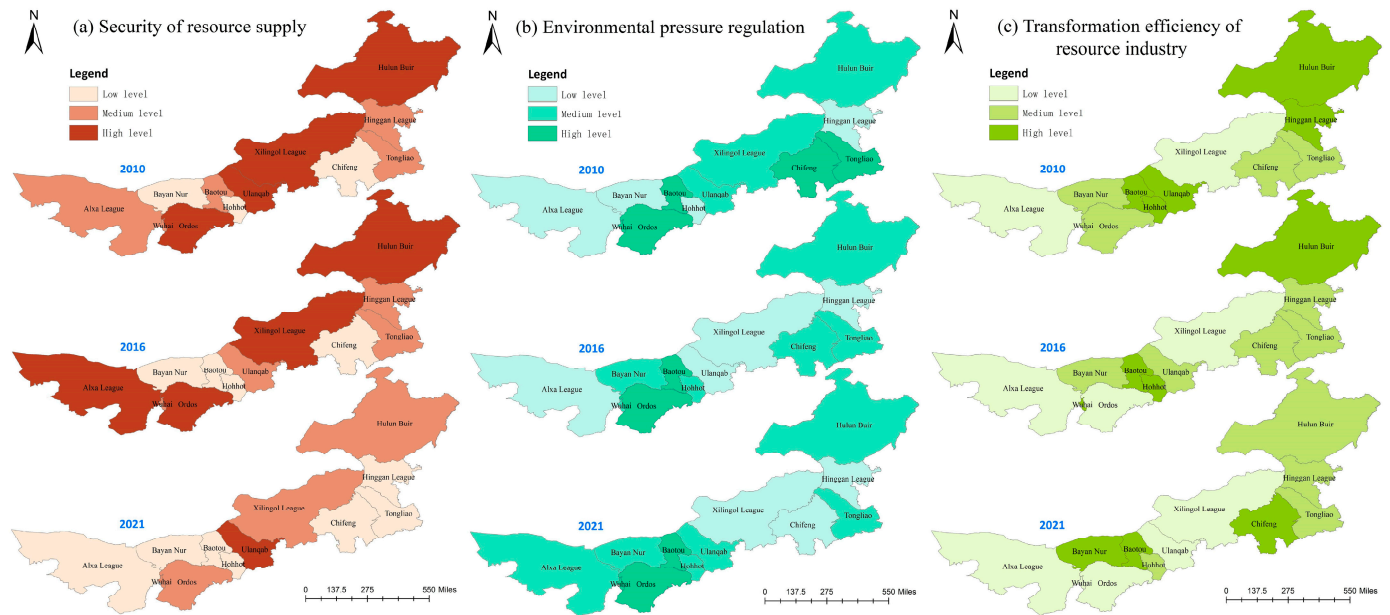 N
(a) Security of resource supply
Legend
Low level
Medium level
High level
2010
Hulun Buir
Hinggan League
Xilingol League
Chifeng
Tongliao
Bayan Nur
Baotou
Ulanqab
Hohhot
Alxa League
Wuhai
Ordos
2016
Hulun Buir
Hinggan League
Xilingol League
Chifeng
Tongliao
Bayan Nur
Baotou
Ulanqab
Hohhot
Alxa League
Wuhai
Ordos
2021
Hulun Buir
Hinggan League
Xilingol League
Chifeng
Tongliao
Bayan Nur
Baotou
Ulanqab
Hohhot
Alxa League
Wuhai
Ordos
0 137.5 275 550 Miles
N
(b) Environmental pressure regulation
Legend
Low level
Medium level
High level
2010
Hulun Buir
Hinggan League
Xilingol League
Chifeng
Tongliao
Bayan Nur
Baotou
Ulanqab
Hohhot
Alxa League
Wuhai
Ordos
2016
Hulun Buir
Hinggan League
Xilingol League
Chifeng
Tongliao
Bayan Nur
Baotou
Ulanqab
Hohhot
Alxa League
Wuhai
Ordos
2021
Hulun Buir
Hinggan League
Xilingol League
Chifeng
Tongliao
Bayan Nur
Baotou
Ulanqab
Hohhot
Alxa League
Wuhai
Ordos
0 137.5 275 550 Miles
N
(c) Transformation efficiency of
resource industry
Legend
Low level
Medium level
High level
2010
Hulun Buir
Hinggan League
Xilingol League
Chifeng
Tongliao
Bayan Nur
Baotou
Ulanqab
Hohhot
Alxa League
Wuhai
Ordos
2016
Hulun Buir
Hinggan League
Xilingol League
Chifeng
Tongliao
Bayan Nur
Baotou
Ulanqab
Hohhot
Alxa League
Wuhai
Ordos
2021
Hulun Buir
Hinggan League
Xilingol League
Chifeng
Tongliao
Bayan Nur
Baotou
Ulanqab
Hohhot
Alxa League
Wuhai
Ordos
0 137.5 275 550 Miles